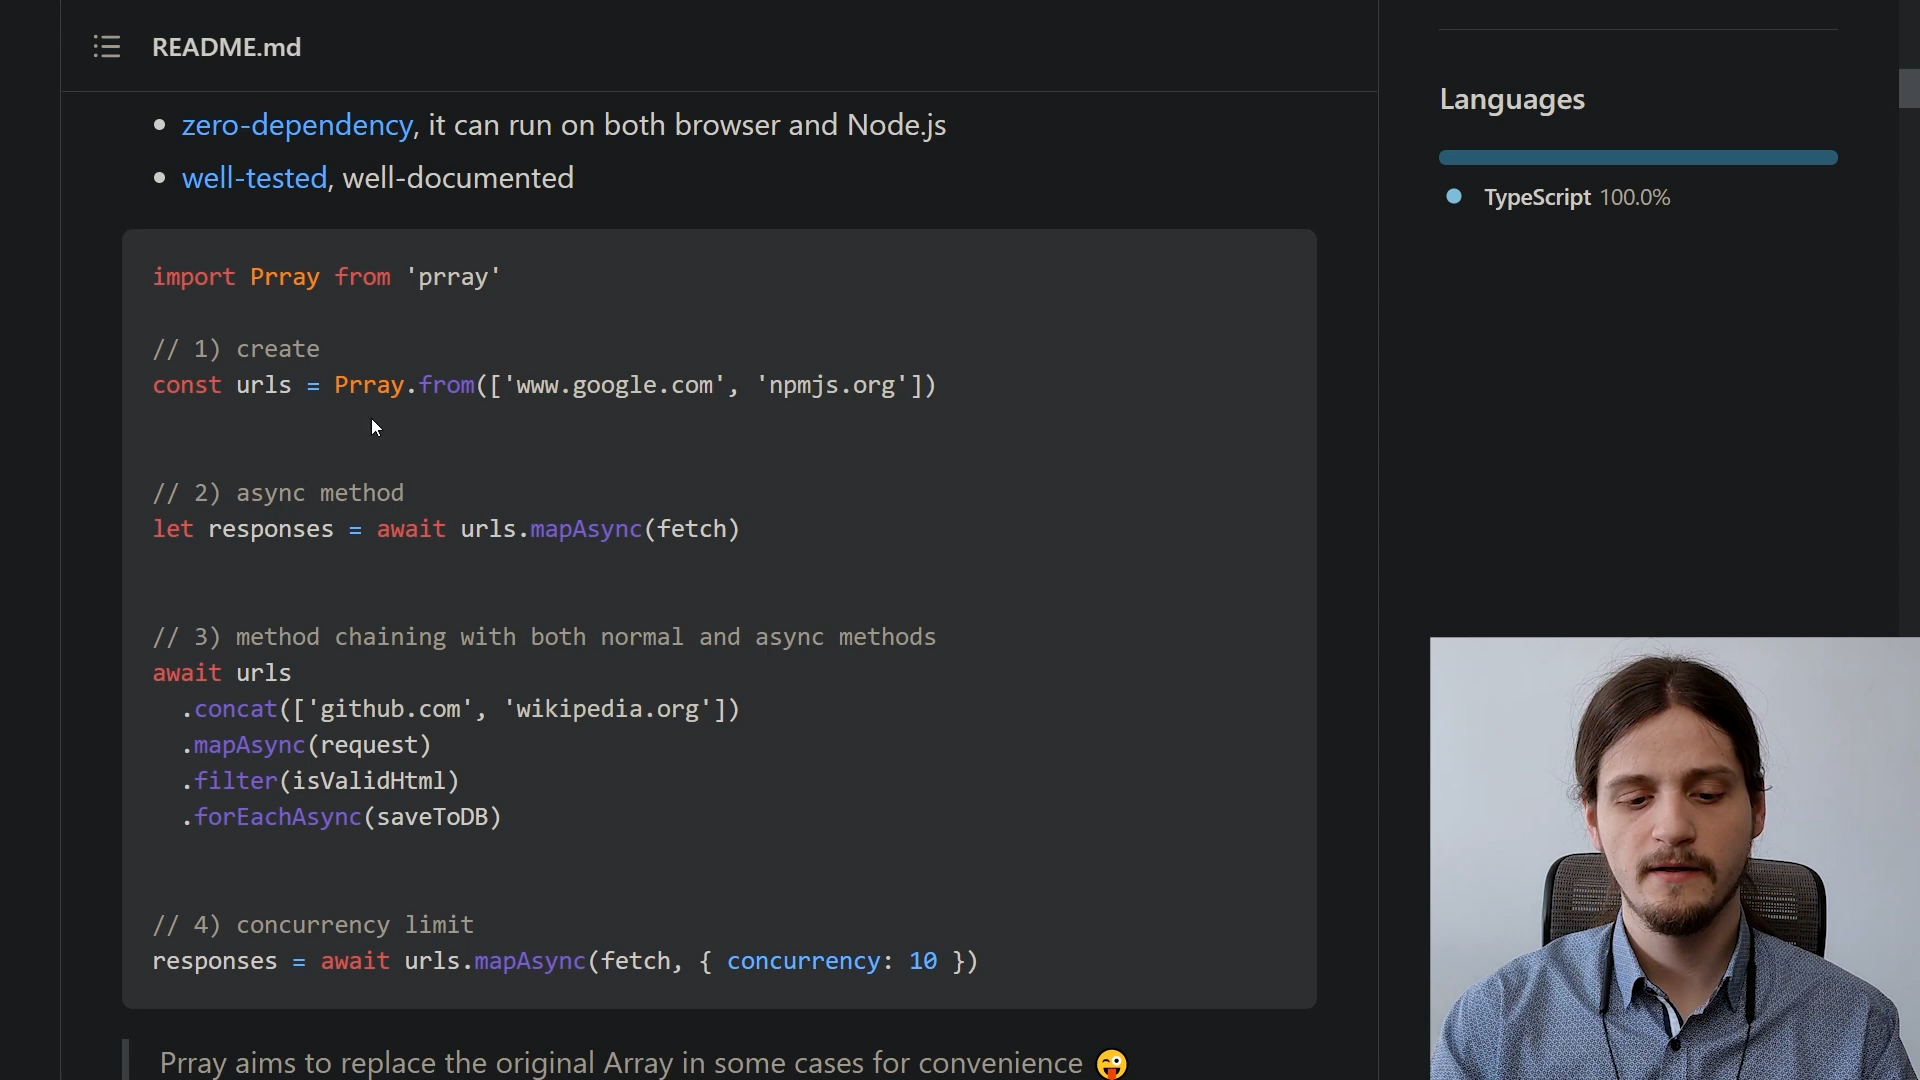 README.md
zero-dependency, it can run on both browser and Node.js
well-tested, well-documented
import Prray from 'prray'
// 1) create
const urls = Prray.from(['www.google.com', 'npmjs.org'])
// 2) async method
let responses = await urls.mapAsync(fetch)
// 3) method chaining with both normal and async methods
await urls
.concat(['github.com', 'wikipedia.org'])
.mapAsync(request)
.filter(isValidHtml)
.forEachAsync(saveToDB)
// 4) concurrency limit
responses = await urls.mapAsync(fetch, { concurrency: 10 })
Prray aims to replace the original Array in some cases for convenience 😜
Languages
TypeScript 100.0%